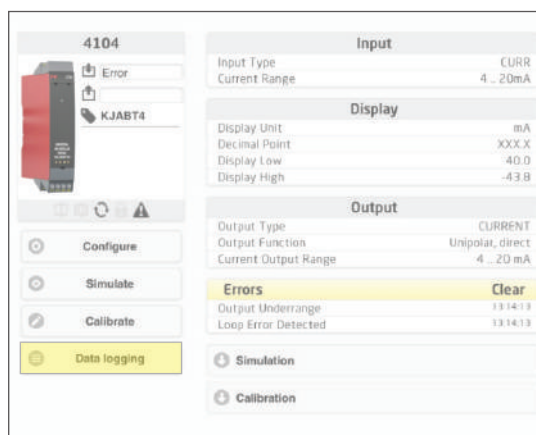 4104
Error
KJABT4
Configure
Simulate
Calibrate
Data logging
Input
Input Type CURR
Current Range 4 .. 20mA
Display
Display Unit mA
Decimal Point XXX.X
Display Low 40.0
Display High -43.8
Output
Output Type CURRENT
Output Function Unipolar, direct
Current Output Range 4 .. 20 mA
Errors Clear
Output Underrange 13:14:13
Loop Error Detected 13:14:13
Simulation
Calibration